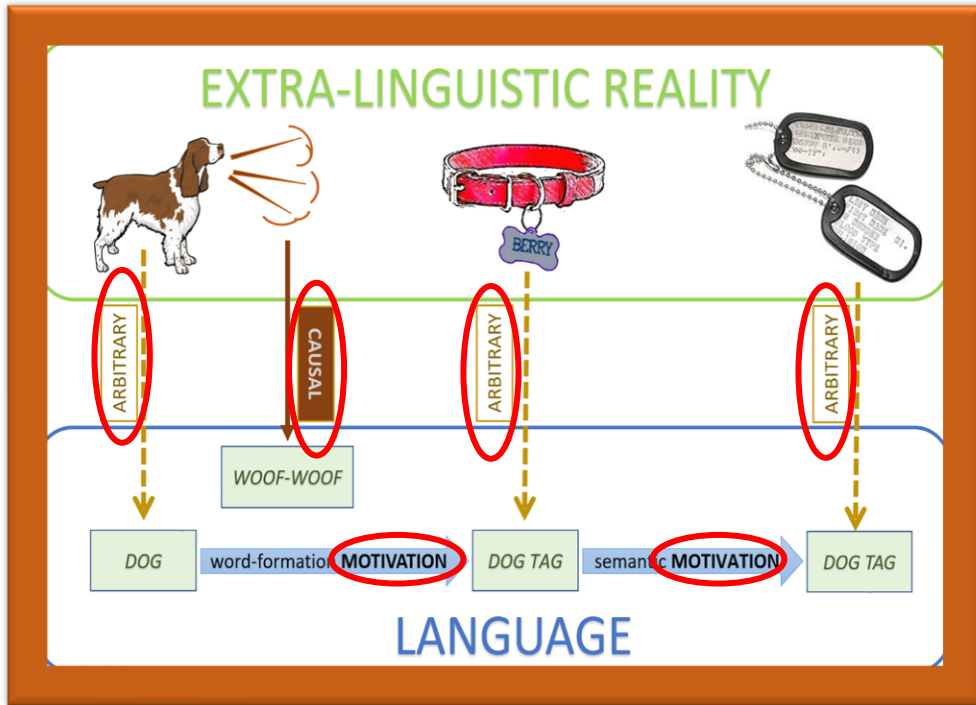 EXTRA-LINGUISTIC REALITY
BERRY
ARBITRARY
CAUSAL
ARBITRARY
ARBITRARY
WOOF-WOOF
DOG
word-formation MOTIVATION
DOG TAG
semantic MOTIVATION
DOG TAG
LANGUAGE